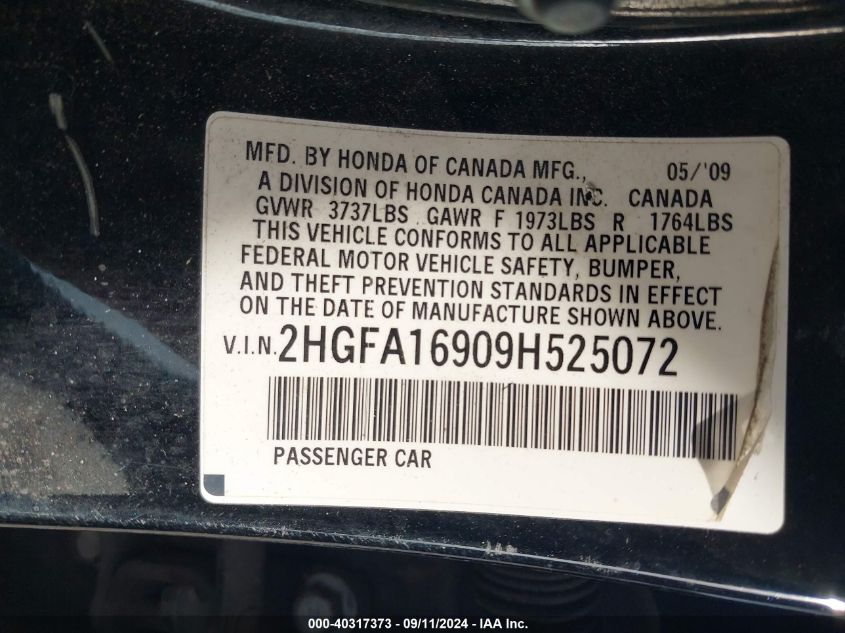 MFD. BY HONDA OF CANADA MFG., 05/'09
A DIVISION OF HONDA CANADA INC. CANADA
GVWR 3737LBS GAWR F 1973LBS R 1764LBS
THIS VEHICLE CONFORMS TO ALL APPLICABLE
FEDERAL MOTOR VEHICLE SAFETY, BUMPER,
AND THEFT PREVENTION STANDARDS IN EFFECT
ON THE DATE OF MANUFACTURE SHOWN ABOVE.
V.I.N. 2HGFA16909H525072
PASSENGER CAR
000-40317373 - 09/11/2024 - IAA Inc.